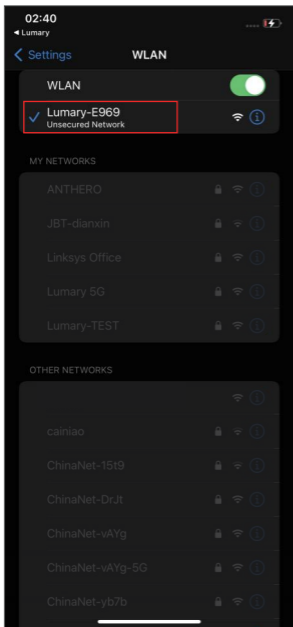 02:40
◀ Lumary
Settings
WLAN
WLAN
Lumary-E969
Unsecured Network
MY NETWORKS
ANTHERO
JBT-dianxin
Linksys Office
Lumary 5G
Lumary-TEST
OTHER NETWORKS
cainiao
ChinaNet-15t9
ChinaNet-DrJt
ChinaNet-vAYg
ChinaNet-vAYg-5G
ChinaNet-yb7b